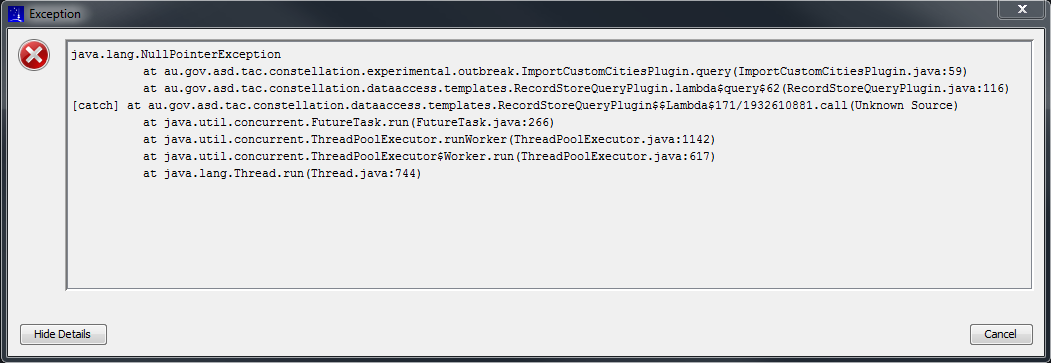 Exception
java.lang.NullPointerException
at au.gov.asd.tac.constellation.experimental.outbreak.ImportCustomCitiesPlugin.query(ImportCustomCitiesPlugin.java:59)
at au.gov.asd.tac.constellation.dataaccess.templates.RecordStoreQueryPlugin.lambda$query$62(RecordStoreQueryPlugin.java:116)
[catch] at au.gov.asd.tac.constellation.dataaccess.templates.RecordStoreQueryPlugin$$Lambda$171/1932610881.call(Unknown Source)
at java.util.concurrent.FutureTask.run(FutureTask.java:266)
at java.util.concurrent.ThreadPoolExecutor.runWorker(ThreadPoolExecutor.java:1142)
at java.util.concurrent.ThreadPoolExecutor$Worker.run(ThreadPoolExecutor.java:617)
at java.lang.Thread.run(Thread.java:744)
Hide Details
Cancel